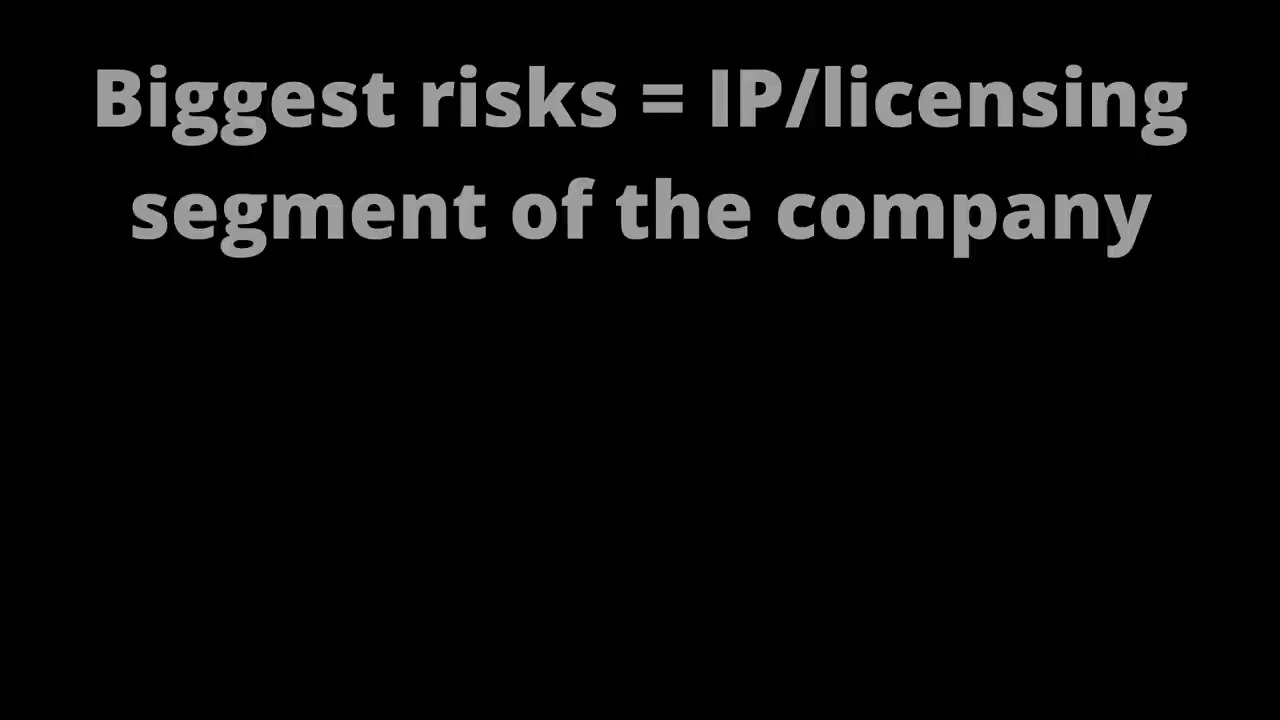 Biggest risks = IP/licensing
segment of the company